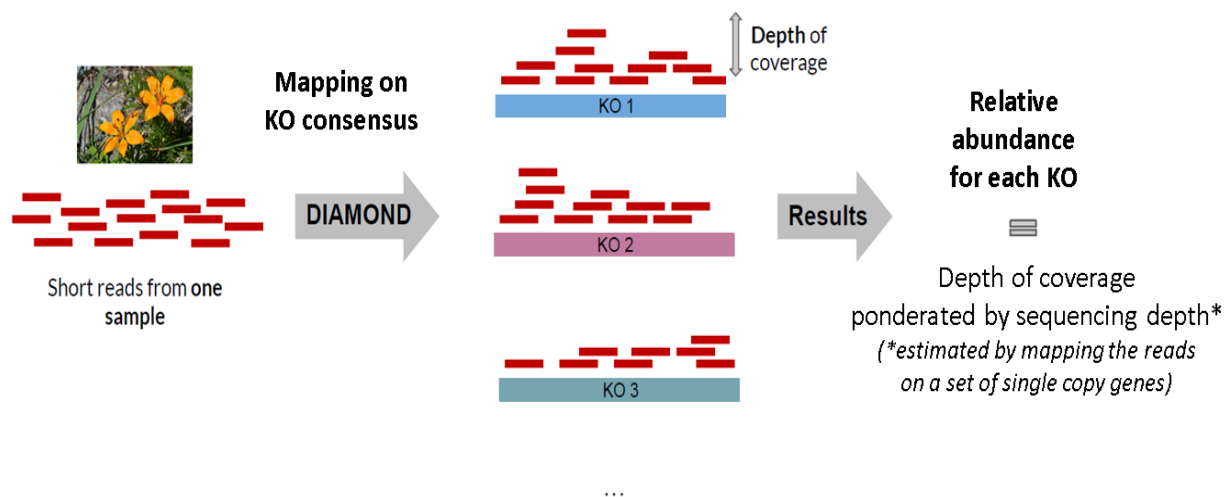 Short reads from one
sample
Mapping on
KO consensus
DIAMOND
Depth of
coverage
KO 1
KO 2
KO 3
...
Results
Relative
abundance
for each KO
=
Depth of coverage
ponderated by sequencing depth*
(*estimated by mapping the reads
on a set of single copy genes)